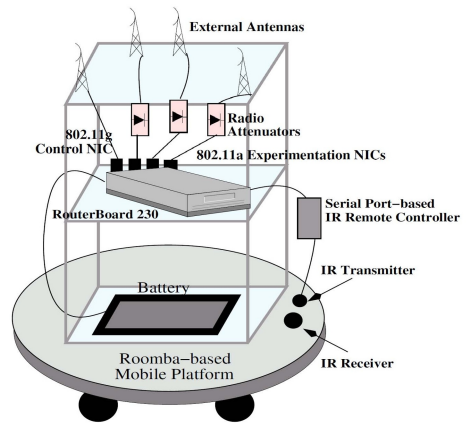 External Antennas
802.11g
Control NIC
Radio
Attenuators
802.11a Experimentation NICs
RouterBoard 230
Serial Port-based
IR Remote Controller
IR Transmitter
Battery
IR Receiver
Roomba-based
Mobile Platform